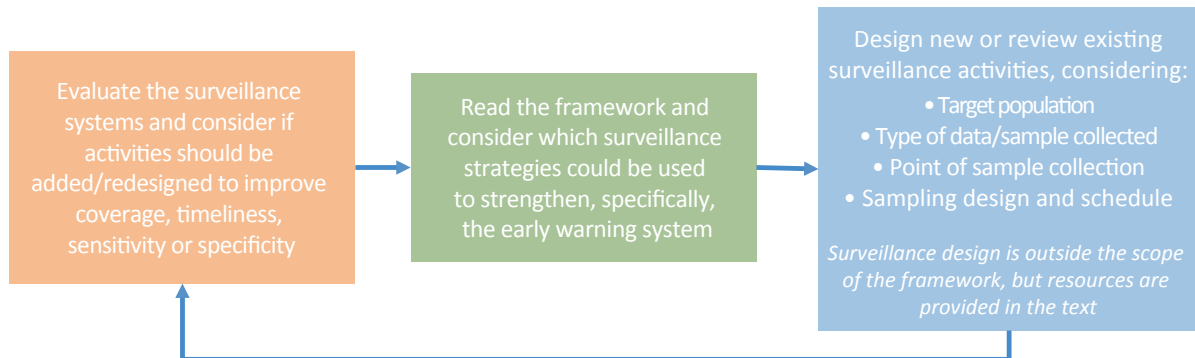 Evaluate the surveillance
systems and consider if
activities should be
added/redesigned to improve
coverage, timeliness,
sensitivity or specificity
Read the framework and
consider which surveillance
strategies could be used
to strengthen, specifically,
the early warning system
Design new or review existing
surveillance activities, considering:
• Target population
• Type of data/sample collected
• Point of sample collection
• Sampling design and schedule
Surveillance design is outside the scope
of the framework, but resources are
provided in the text